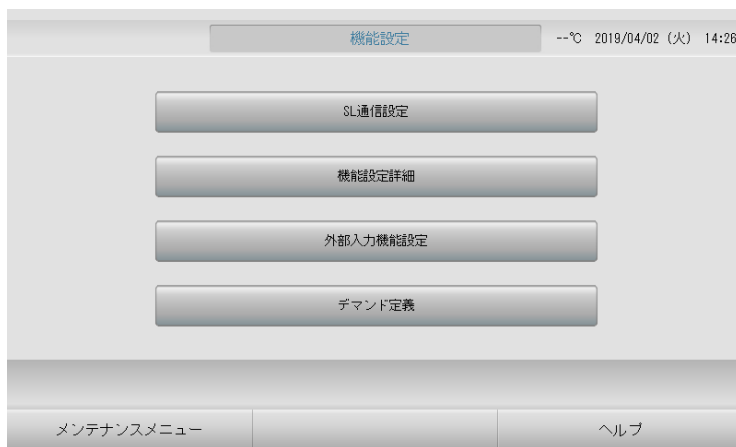 機能設定 --℃ 2019/04/02 (火) 14:26
SL通信設定
機能設定詳細
外部入力機能設定
デマンド定義
メンテナンスメニュー ヘルプ